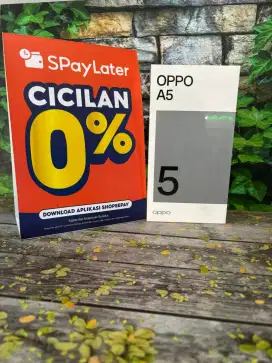 SPayLater
CICILAN
0%
DOWNLOAD APLIKASI SHOPEEPAY
OPPO
A5
5
oppo